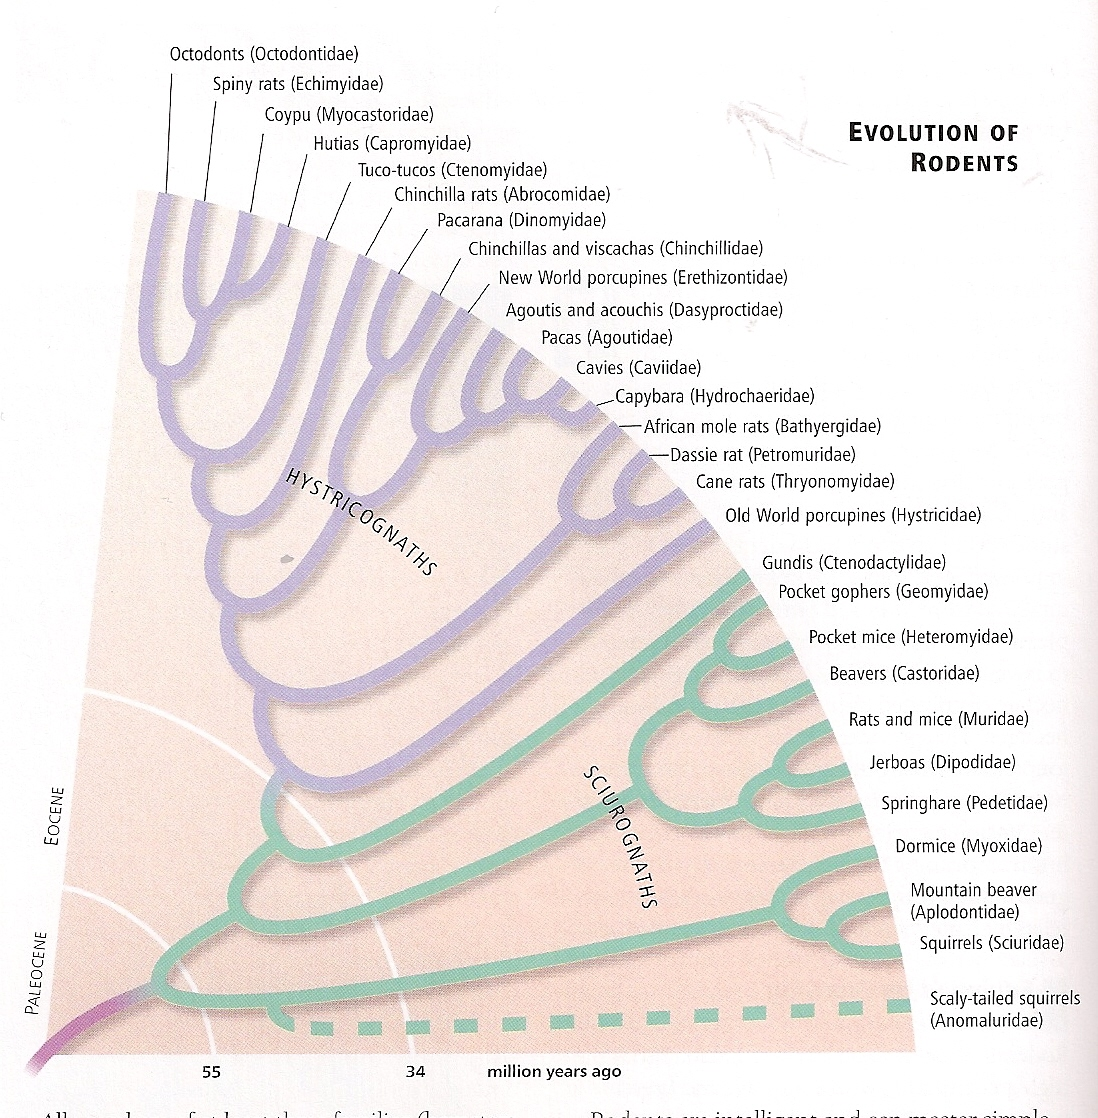 Octodonts (Octodontidae)
Spiny rats (Echimyidae)
Coypu (Myocastoridae)
Hutias (Capromyidae)
Tuco-tucos (Ctenomyidae)
Chinchilla rats (Abrocomidae)
Pacarana (Dinomyidae)
Chinchillas and viscachas (Chinchillidae)
New World porcupines (Erethizontidae)
Agoutis and acouchis (Dasyproctidae)
Pacas (Agoutidae)
Cavies (Caviidae)
Capybara (Hydrochaeridae)
African mole rats (Bathyergidae)
Dassie rat (Petromuridae)
Cane rats (Thryonomyidae)
Old World porcupines (Hystricidae)
Gundis (Ctenodactylidae)
Pocket gophers (Geomyidae)
Pocket mice (Heteromyidae)
Beavers (Castoridae)
Rats and mice (Muridae)
Jerboas (Dipodidae)
Springhare (Pedetidae)
Dormice (Myoxidae)
Mountain beaver
(Aplodontidae)
Squirrels (Sciuridae)
Scaly-tailed squirrels
(Anomaluridae)
EVOLUTION OF
RODENTS
HYSTRICOGNATHS
SCIUROGNATHS
EOCENE
PALEOCENE
55 34 million years ago